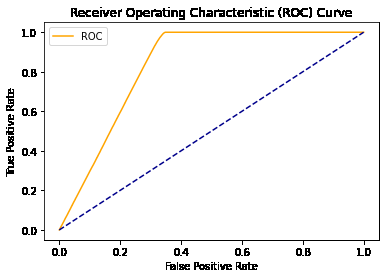 Receiver Operating Characteristic (ROC) Curve
ROC
True Positive Rate
1.0
0.8
0.6
0.4
0.2
0.0
0.0 0.2 0.4 0.6 0.8 1.0
False Positive Rate